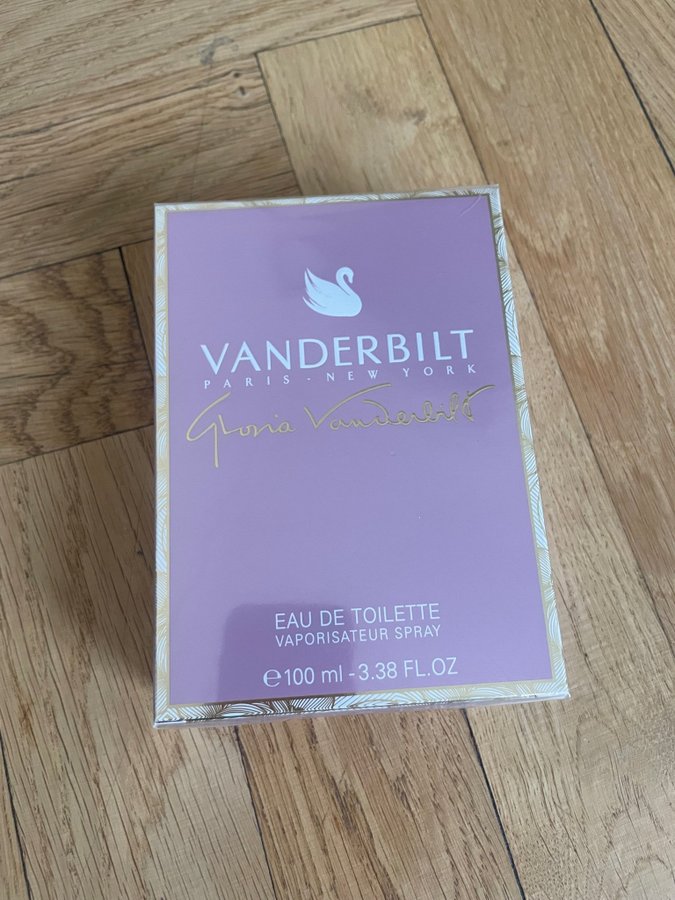 VANDERBILT
PARIS - NEW YORK
Gloria Vanderbilt
EAU DE TOILETTE
VAPORISATEUR SPRAY
℮100 ml - 3.38 FL.OZ